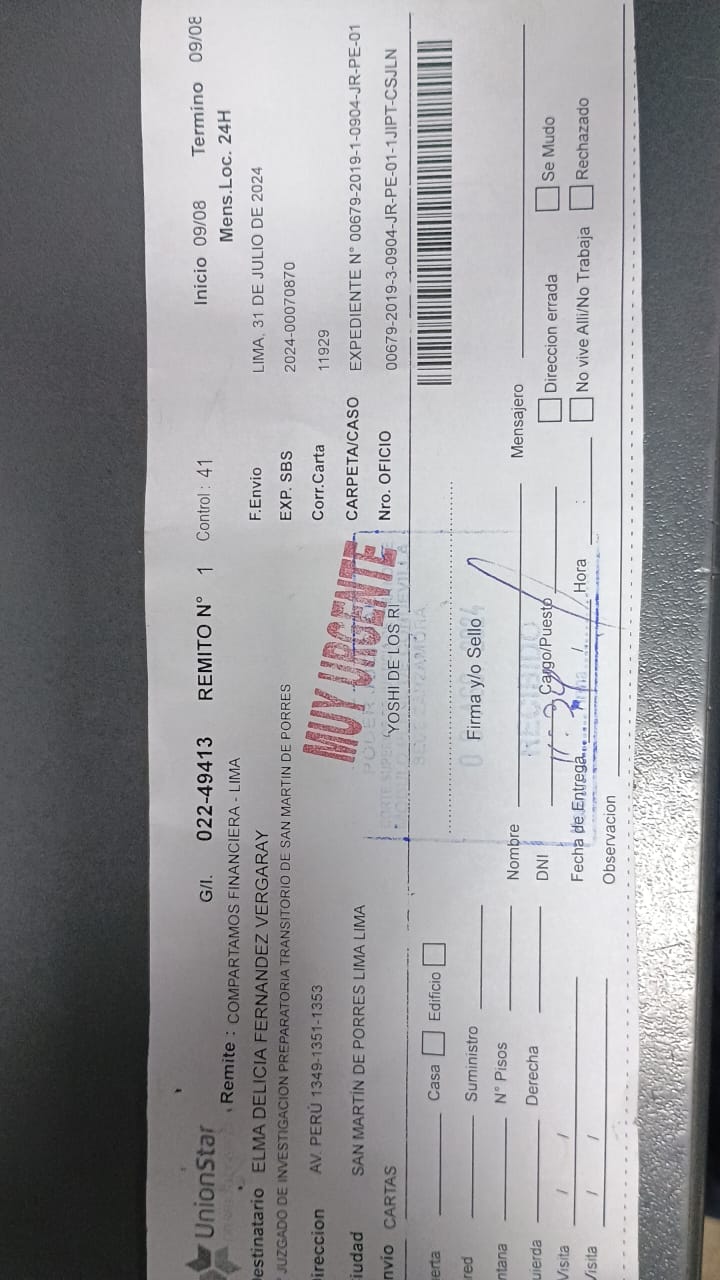 UnionStar G/I. 022-49413 REMITO N° 1 Control : 41 Inicio 09/08 Termino 09/08
Remite : COMPARTAMOS FINANCIERA - LIMA Mens.Loc. 24H
estinatario ELMA DELICIA FERNANDEZ VERGARAY F.Envio LIMA, 31 DE JULIO DE 2024
JUZGADO DE INVESTIGACION PREPARATORIA TRANSITORIO DE SAN MARTIN DE PORRES EXP. SBS 2024-00070870
ireccion AV. PERÚ 1349-1351-1353 Corr.Carta 11929
MUY URGENTE
iudad SAN MARTÍN DE PORRES LIMA LIMA CARPETA/CASO EXPEDIENTE N° 00679-2019-1-0904-JR-PE-01
nvio CARTAS YOSHI DE LOS RI Nro. OFICIO 00679-2019-3-0904-JR-PE-01-1JIPT-CSJLN
erta Casa Edificio
red Suministro Firma y/o Sello
RECIBIDO
ntana N° Pisos Nombre Mensajero
uierda Derecha DNI Cargo/Puesto Direccion errada Se Mudo
Visita / / Fecha de Entrega / Hora : No vive Alli/No Trabaja Rechazado
isita / / Observacion